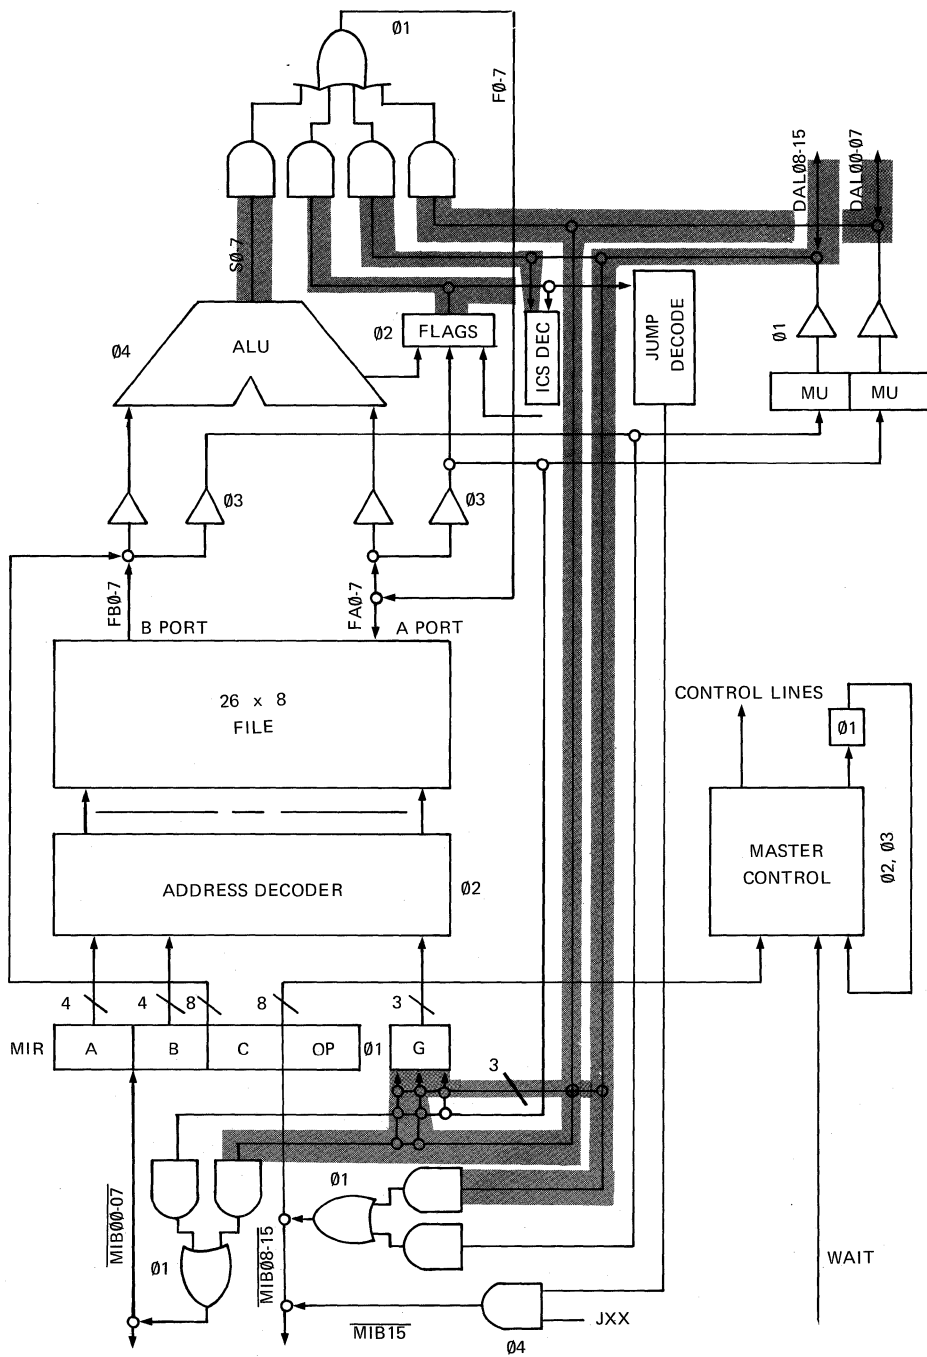 Ø1
FØ-7
DALØ8-15
DALØØ-Ø7
SØ-7
Ø4
ALU
Ø2
FLAGS
ICS DEC
JUMP
DECODE
Ø1
MU
MU
Ø3
Ø3
FBØ-7
FAØ-7
B PORT
A PORT
26 x 8
FILE
CONTROL LINES
Ø1
MASTER
CONTROL
Ø2, Ø3
ADDRESS DECODER
Ø2
4
4
8
8
3
MIR
A
B
C
OP
Ø1
G
3
Ø1
MIBØØ-07
Ø1
MIBØ8-15
WAIT
MIB15
JXX
Ø4